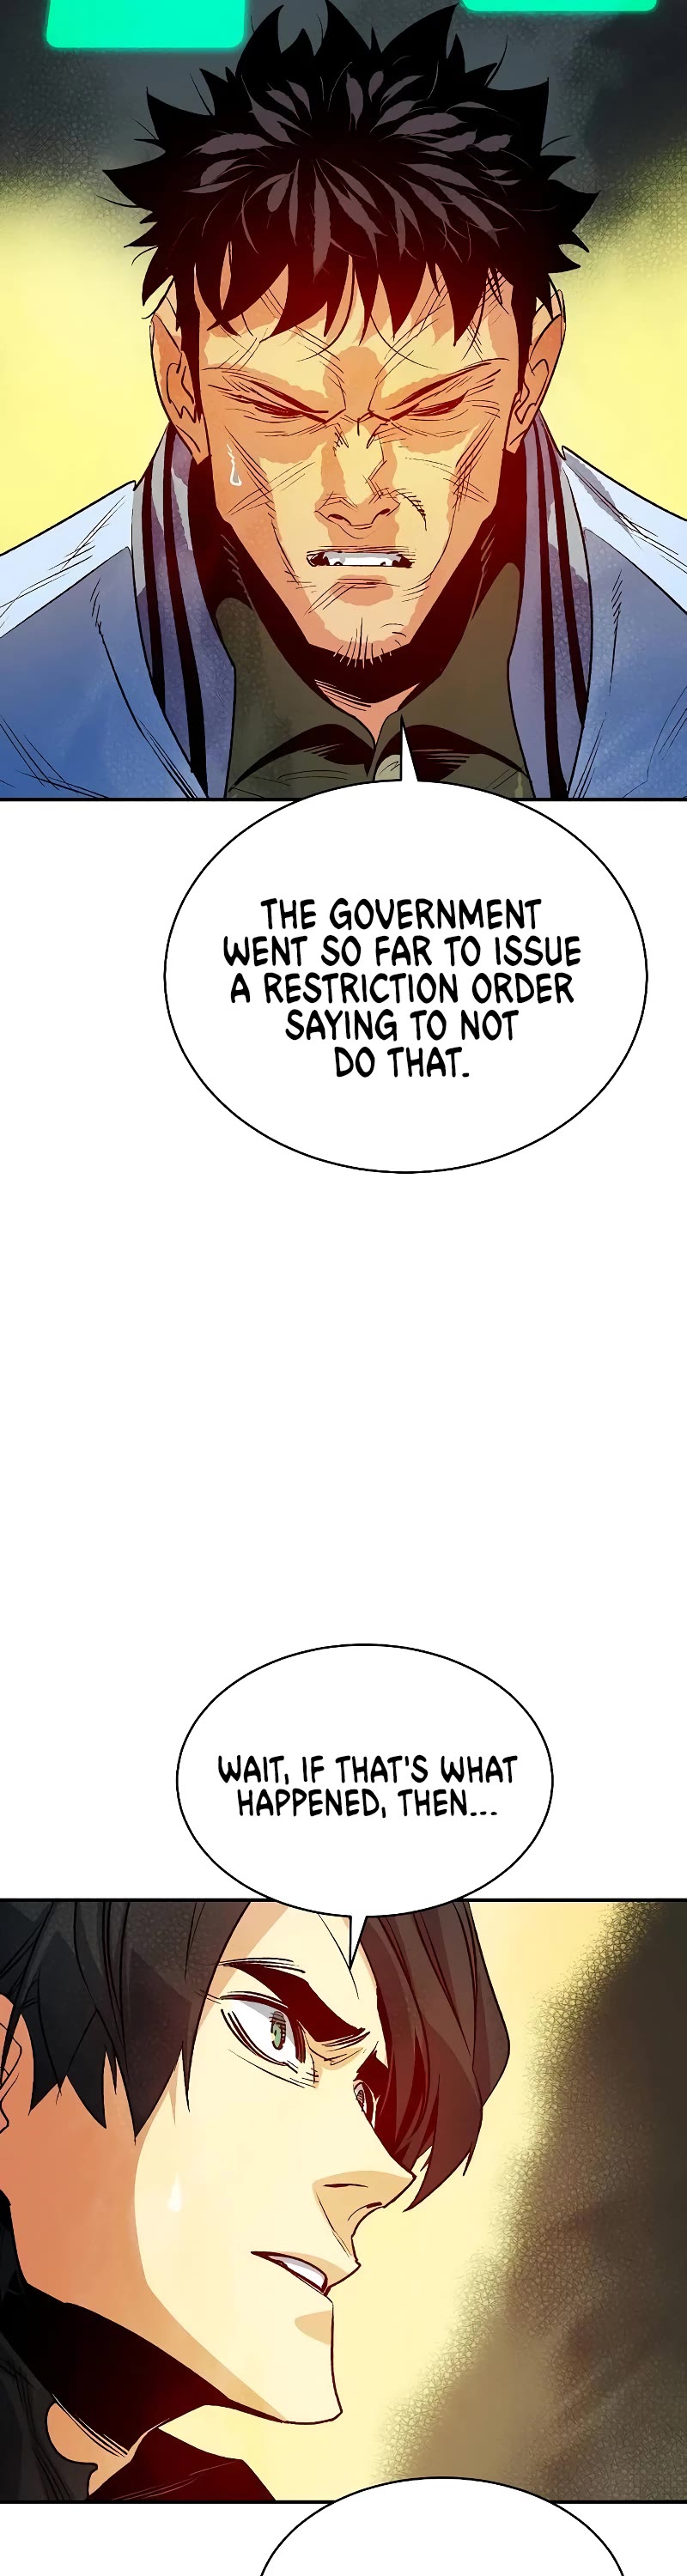 THE GOVERNMENT
WENT SO FAR TO ISSUE
A RESTRICTION ORDER
SAYING TO NOT
DO THAT.
WAIT, IF THAT'S WHAT
HAPPENED, THEN...